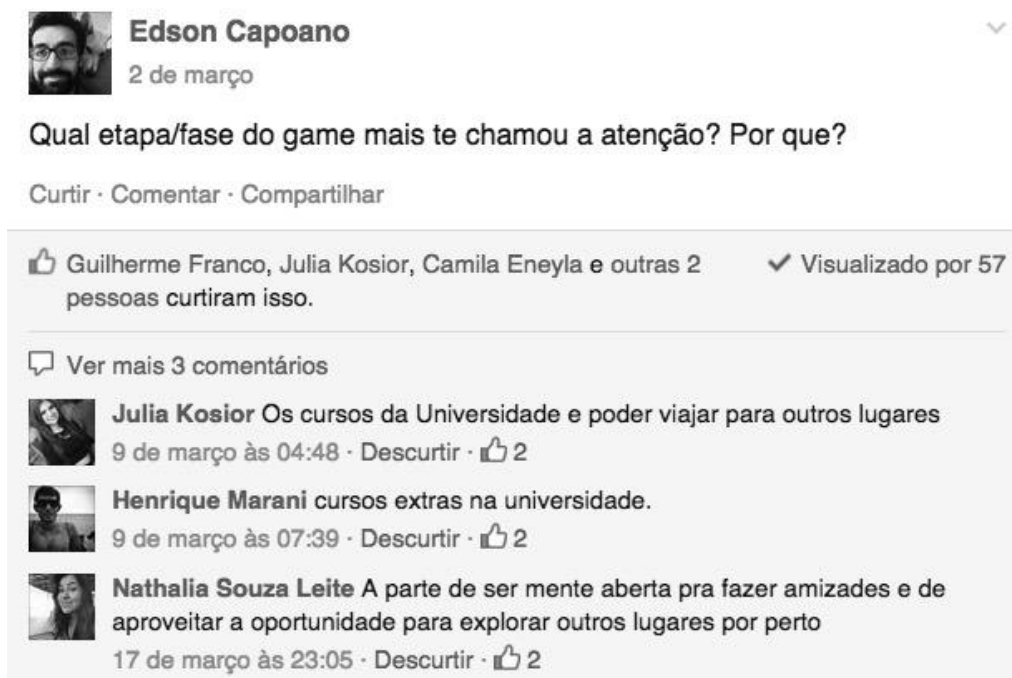 Edson Capoano
2 de março
Qual etapa/fase do game mais te chamou a atenção? Por que?
Curtir · Comentar · Compartilhar
Guilherme Franco, Julia Kosior, Camila Eneyla e outras 2
pessoas curtiram isso.
Visualizado por 57
Ver mais 3 comentários
Julia Kosior Os cursos da Universidade e poder viajar para outros lugares
9 de março às 04:48 · Descurtir · 2
Henrique Marani cursos extras na universidade.
9 de março às 07:39 · Descurtir · 2
Nathalia Souza Leite A parte de ser mente aberta pra fazer amizades e de
aproveitar a oportunidade para explorar outros lugares por perto
17 de março às 23:05 · Descurtir · 2